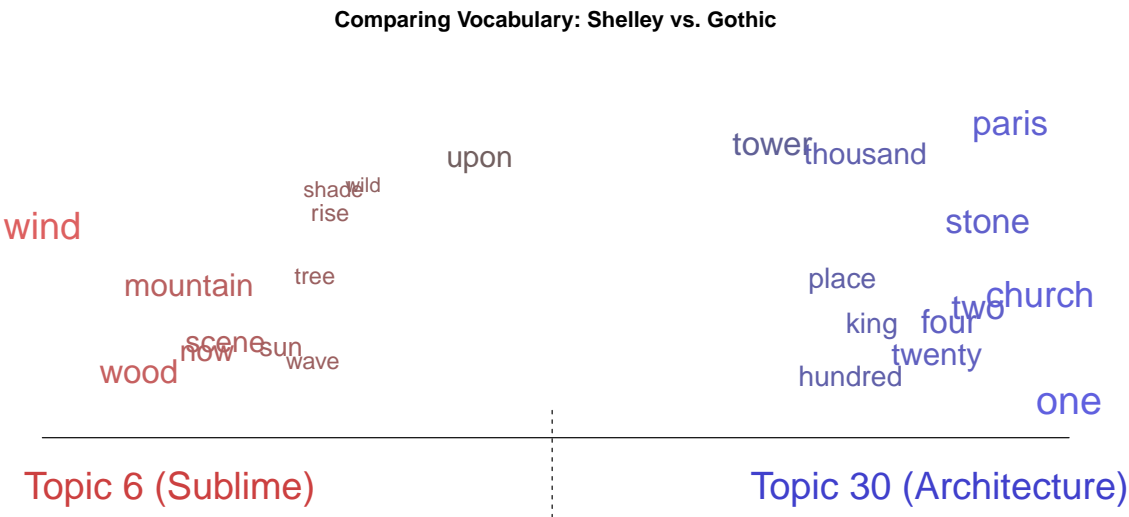 Comparing Vocabulary: Shelley vs. Gothic
paris
tower
thousand
upon
shade
wild
rise
wind
stone
tree
place
mountain
church
two
king
four
scene
now
sun
twenty
wave
wood
hundred
one
Topic 6 (Sublime)
Topic 30 (Architecture)